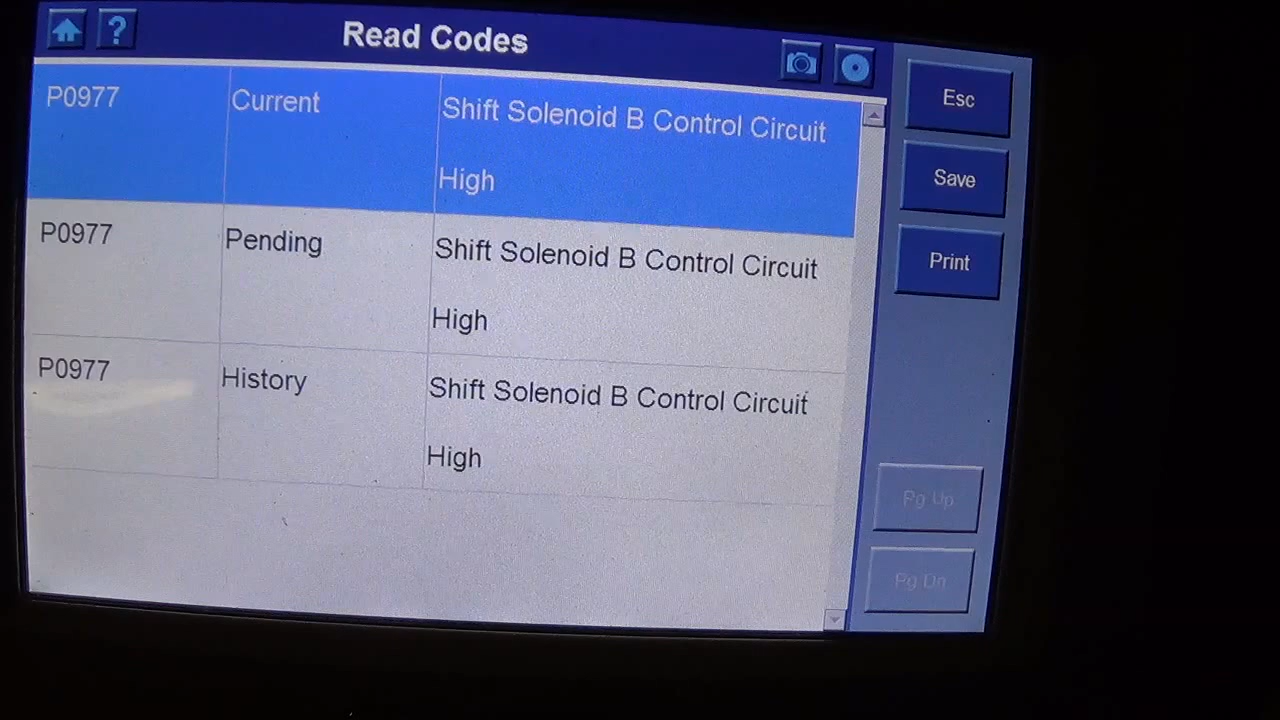 ?
Read Codes
P0977 Current Shift Solenoid B Control Circuit
High
P0977 Pending Shift Solenoid B Control Circuit
High
P0977 History Shift Solenoid B Control Circuit
High
Esc
Save
Print
Pg Up
Pg Dn